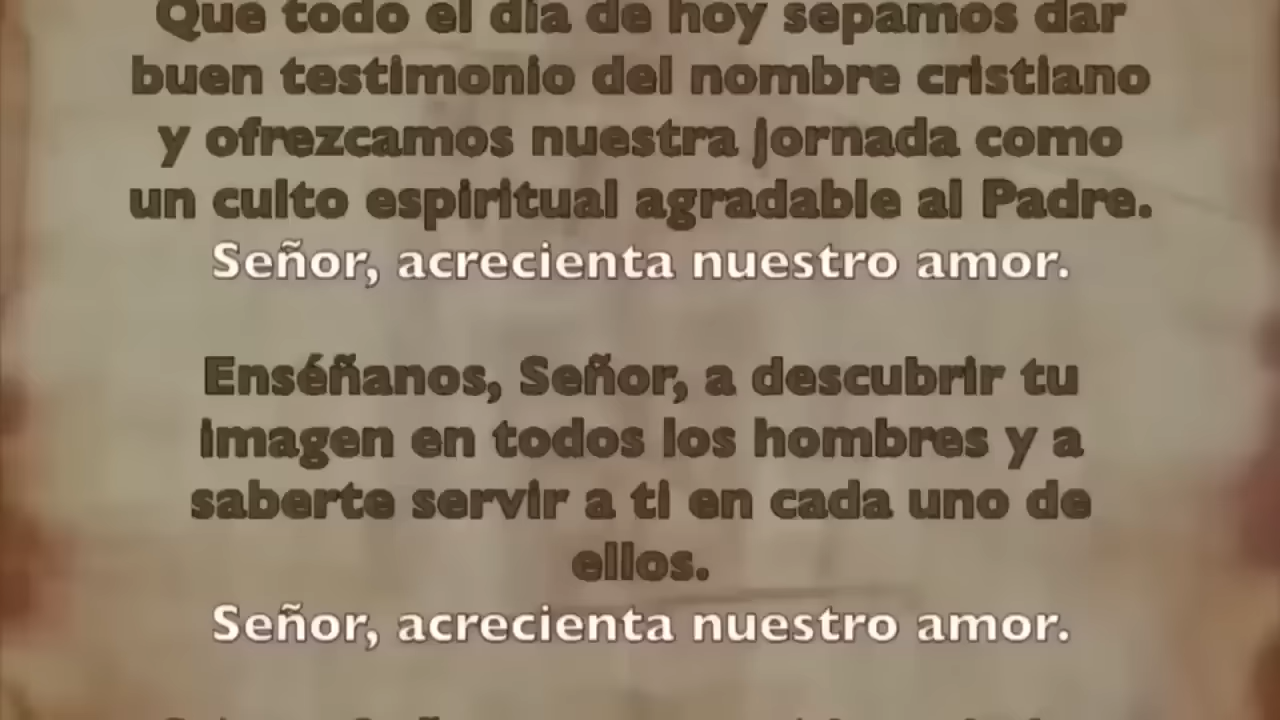 Que todo el día de hoy sepamos dar
buen testimonio del nombre cristiano
y ofrezcamos nuestra jornada como
un culto espiritual agradable al Padre.
Señor, acrecienta nuestro amor.
Enséñanos, Señor, a descubrir tu
imagen en todos los hombres y a
saberte servir a ti en cada uno de
ellos.
Señor, acrecienta nuestro amor.